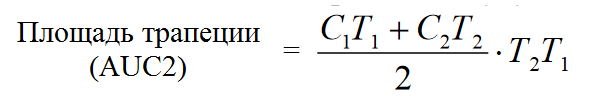 Площадь трапеции
(AUC2)
= (C₁T₁ + C₂T₂) / 2 · T₂T₁